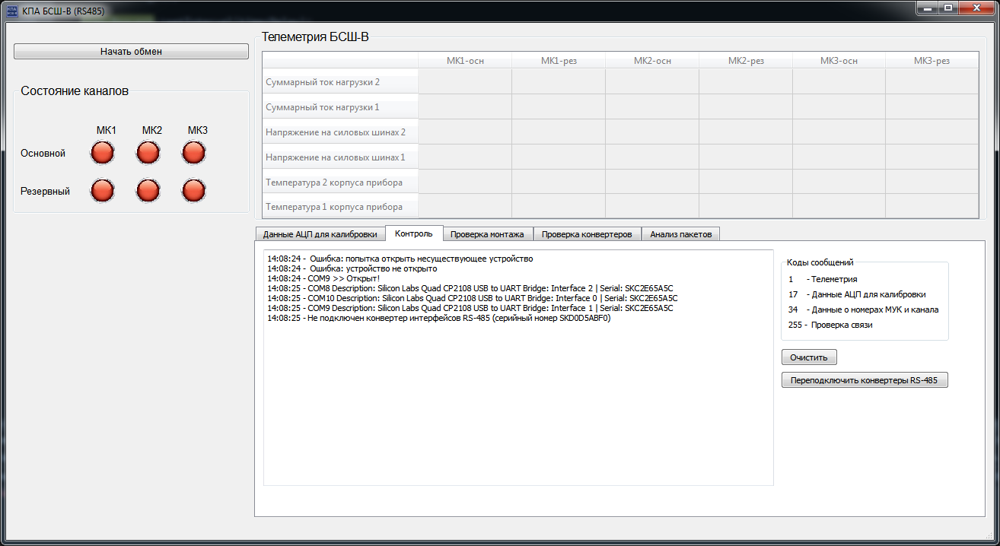 КПА БСШ-В (RS485)
Начать обмен
Состояние каналов
МК1 МК2 МК3
Основной
Резервный
Телеметрия БСШ-В
МК1-осн МК1-рез МК2-осн МК2-рез МК3-осн МК3-рез
Суммарный ток нагрузки 2
Суммарный ток нагрузки 1
Напряжение на силовых шинах 2
Напряжение на силовых шинах 1
Температура 2 корпуса прибора
Температура 1 корпуса прибора
Данные АЦП для калибровки Контроль Проверка монтажа Проверка конвертеров Анализ пакетов
14:08:24 - Ошибка: попытка открыть несуществующее устройство
14:08:24 - Ошибка: устройство не открыто
14:08:24 - COM9 >> Открыт!
14:08:25 - COM8 Description: Silicon Labs Quad CP2108 USB to UART Bridge: Interface 2 | Serial: SKC2E65A5C
14:08:25 - COM10 Description: Silicon Labs Quad CP2108 USB to UART Bridge: Interface 0 | Serial: SKC2E65A5C
14:08:25 - COM9 Description: Silicon Labs Quad CP2108 USB to UART Bridge: Interface 1 | Serial: SKC2E65A5C
14:08:25 - Не подключен конвертер интерфейсов RS-485 (серийный номер SKD0D5ABF0)
Коды сообщений
1 - Телеметрия
17 - Данные АЦП для калибровки
34 - Данные о номерах МУК и канала
255 - Проверка связи
Очистить
Переподключить конвертеры RS-485